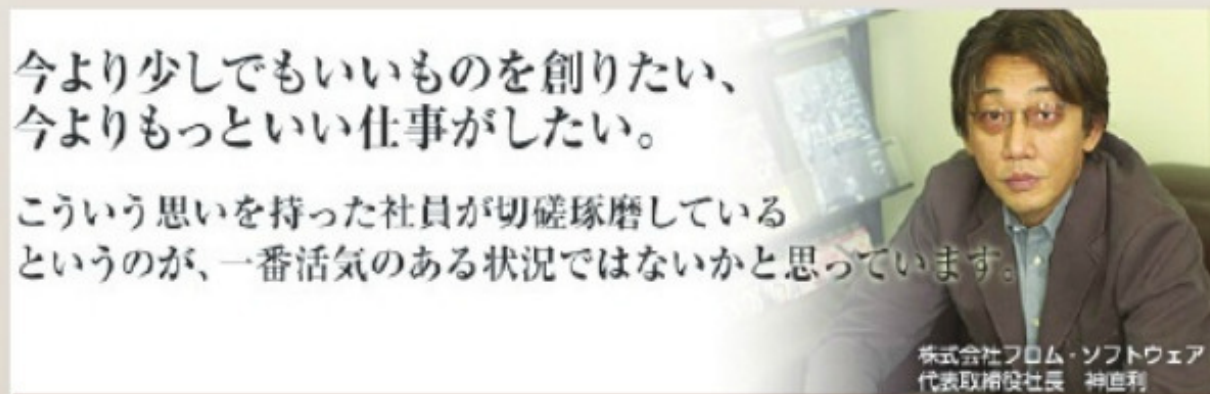 今より少しでもいいものを創りたい、
今よりもっといい仕事がしたい。
こういう思いを持った社員が切磋琢磨している
というのが、一番活気のある状況ではないかと思っています。
株式会社フロム・ソフトウェア
代表取締役社長 神直利